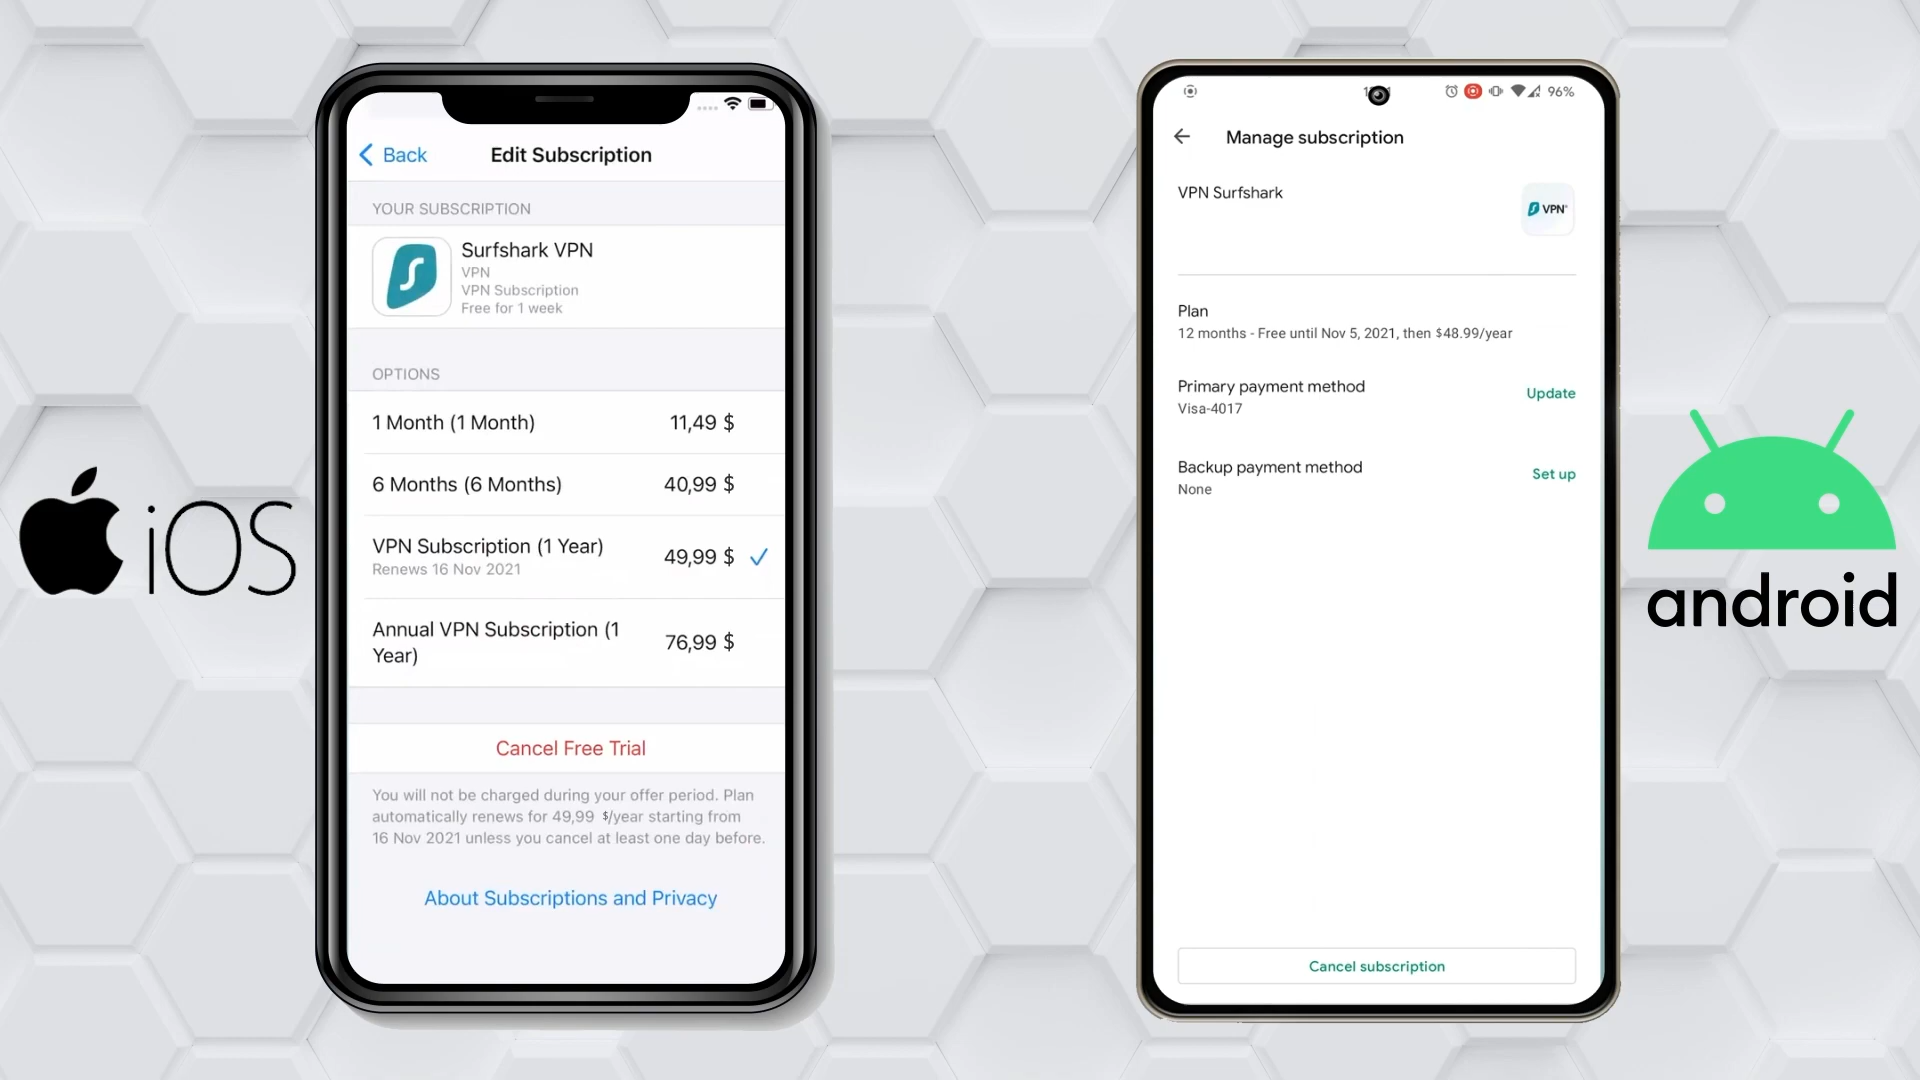 Back
Edit Subscription
YOUR SUBSCRIPTION
Surfshark VPN
VPN
VPN Subscription
Free for 1 week
OPTIONS
1 Month (1 Month) 11,49 $
6 Months (6 Months) 40,99 $
VPN Subscription (1 Year) 49,99 $
Renews 16 Nov 2021
Annual VPN Subscription (1
Year) 76,99 $
Cancel Free Trial
You will not be charged during your offer period. Plan
automatically renews for 49,99 $/year starting from
16 Nov 2021 unless you cancel at least one day before.
About Subscriptions and Privacy
iOS
96%
Manage subscription
VPN Surfshark
VPN
Plan
12 months - Free until Nov 5, 2021, then $48.99/year
Primary payment method
Update
Visa-4017
Backup payment method
Set up
None
Cancel subscription
android